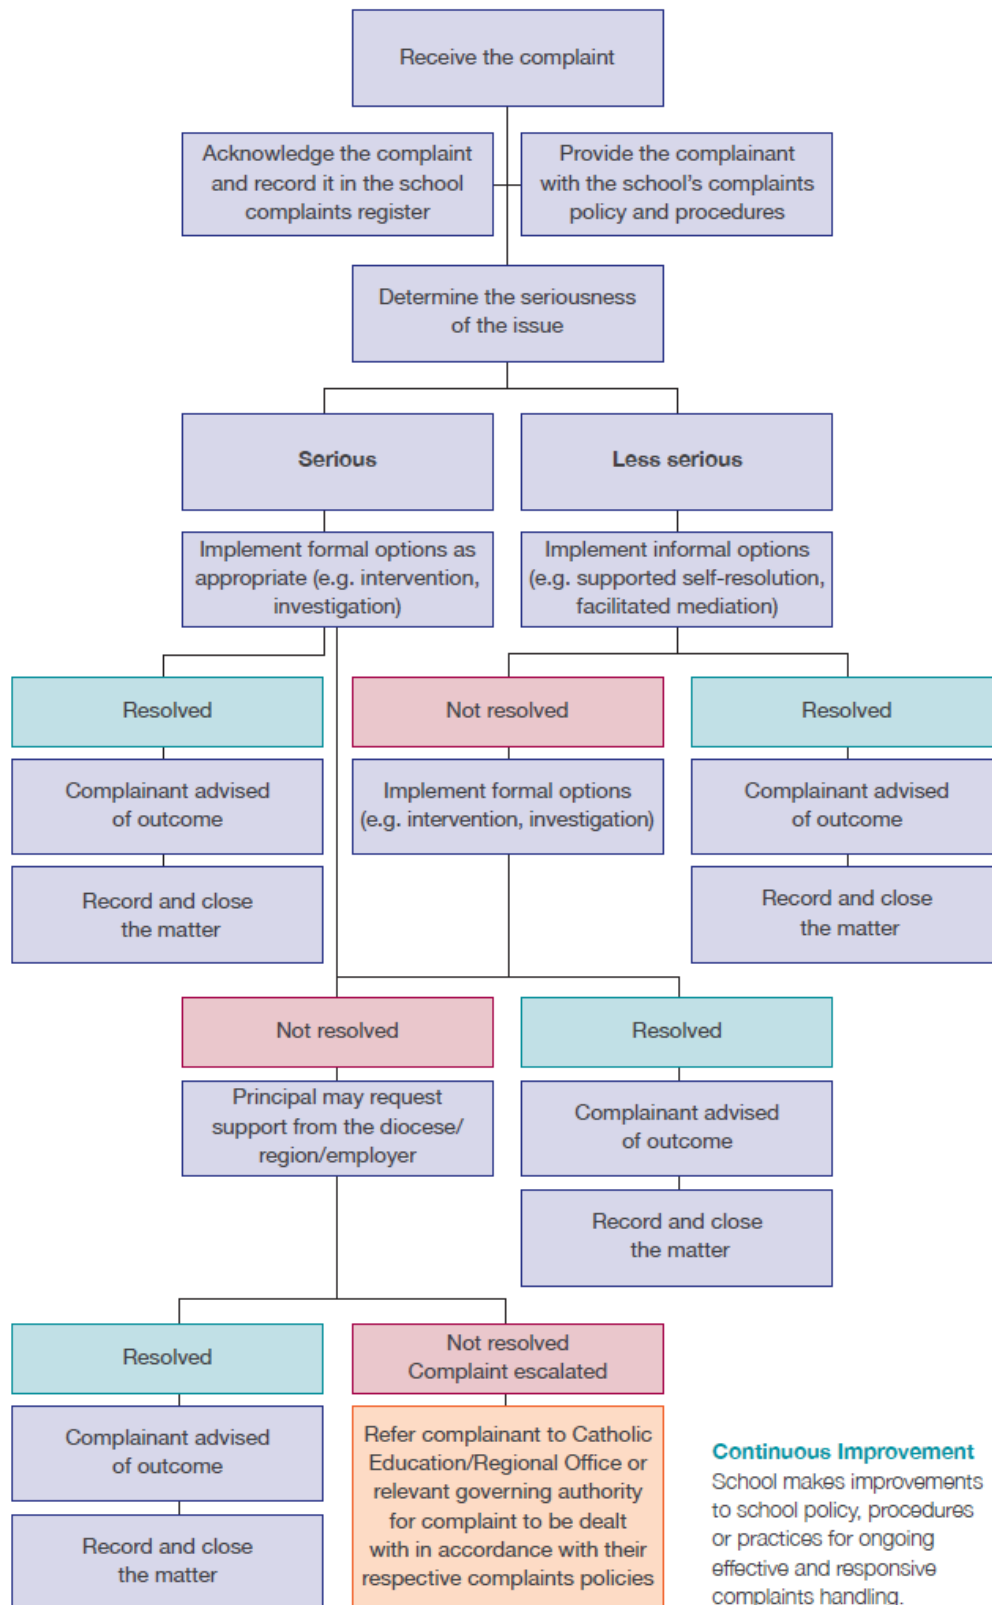 Receive the complaint
Acknowledge the complaint
and record it in the school
complaints register
Provide the complainant
with the school's complaints
policy and procedures
Determine the seriousness
of the issue
Serious
Less serious
Implement formal options as
appropriate (e.g. intervention,
investigation)
Implement informal options
(e.g. supported self-resolution,
facilitated mediation)
Resolved
Not resolved
Resolved
Complainant advised
of outcome
Implement formal options
(e.g. intervention, investigation)
Complainant advised
of outcome
Record and close
the matter
Record and close
the matter
Not resolved
Resolved
Principal may request
support from the diocese/
region/employer
Complainant advised
of outcome
Record and close
the matter
Resolved
Not resolved
Complaint escalated
Complainant advised
of outcome
Record and close
the matter
Refer complainant to Catholic
Education/Regional Office or
relevant governing authority
for complaint to be dealt
with in accordance with their
respective complaints policies
Continuous Improvement
School makes improvements
to school policy, procedures
or practices for ongoing
effective and responsive
complaints handling.